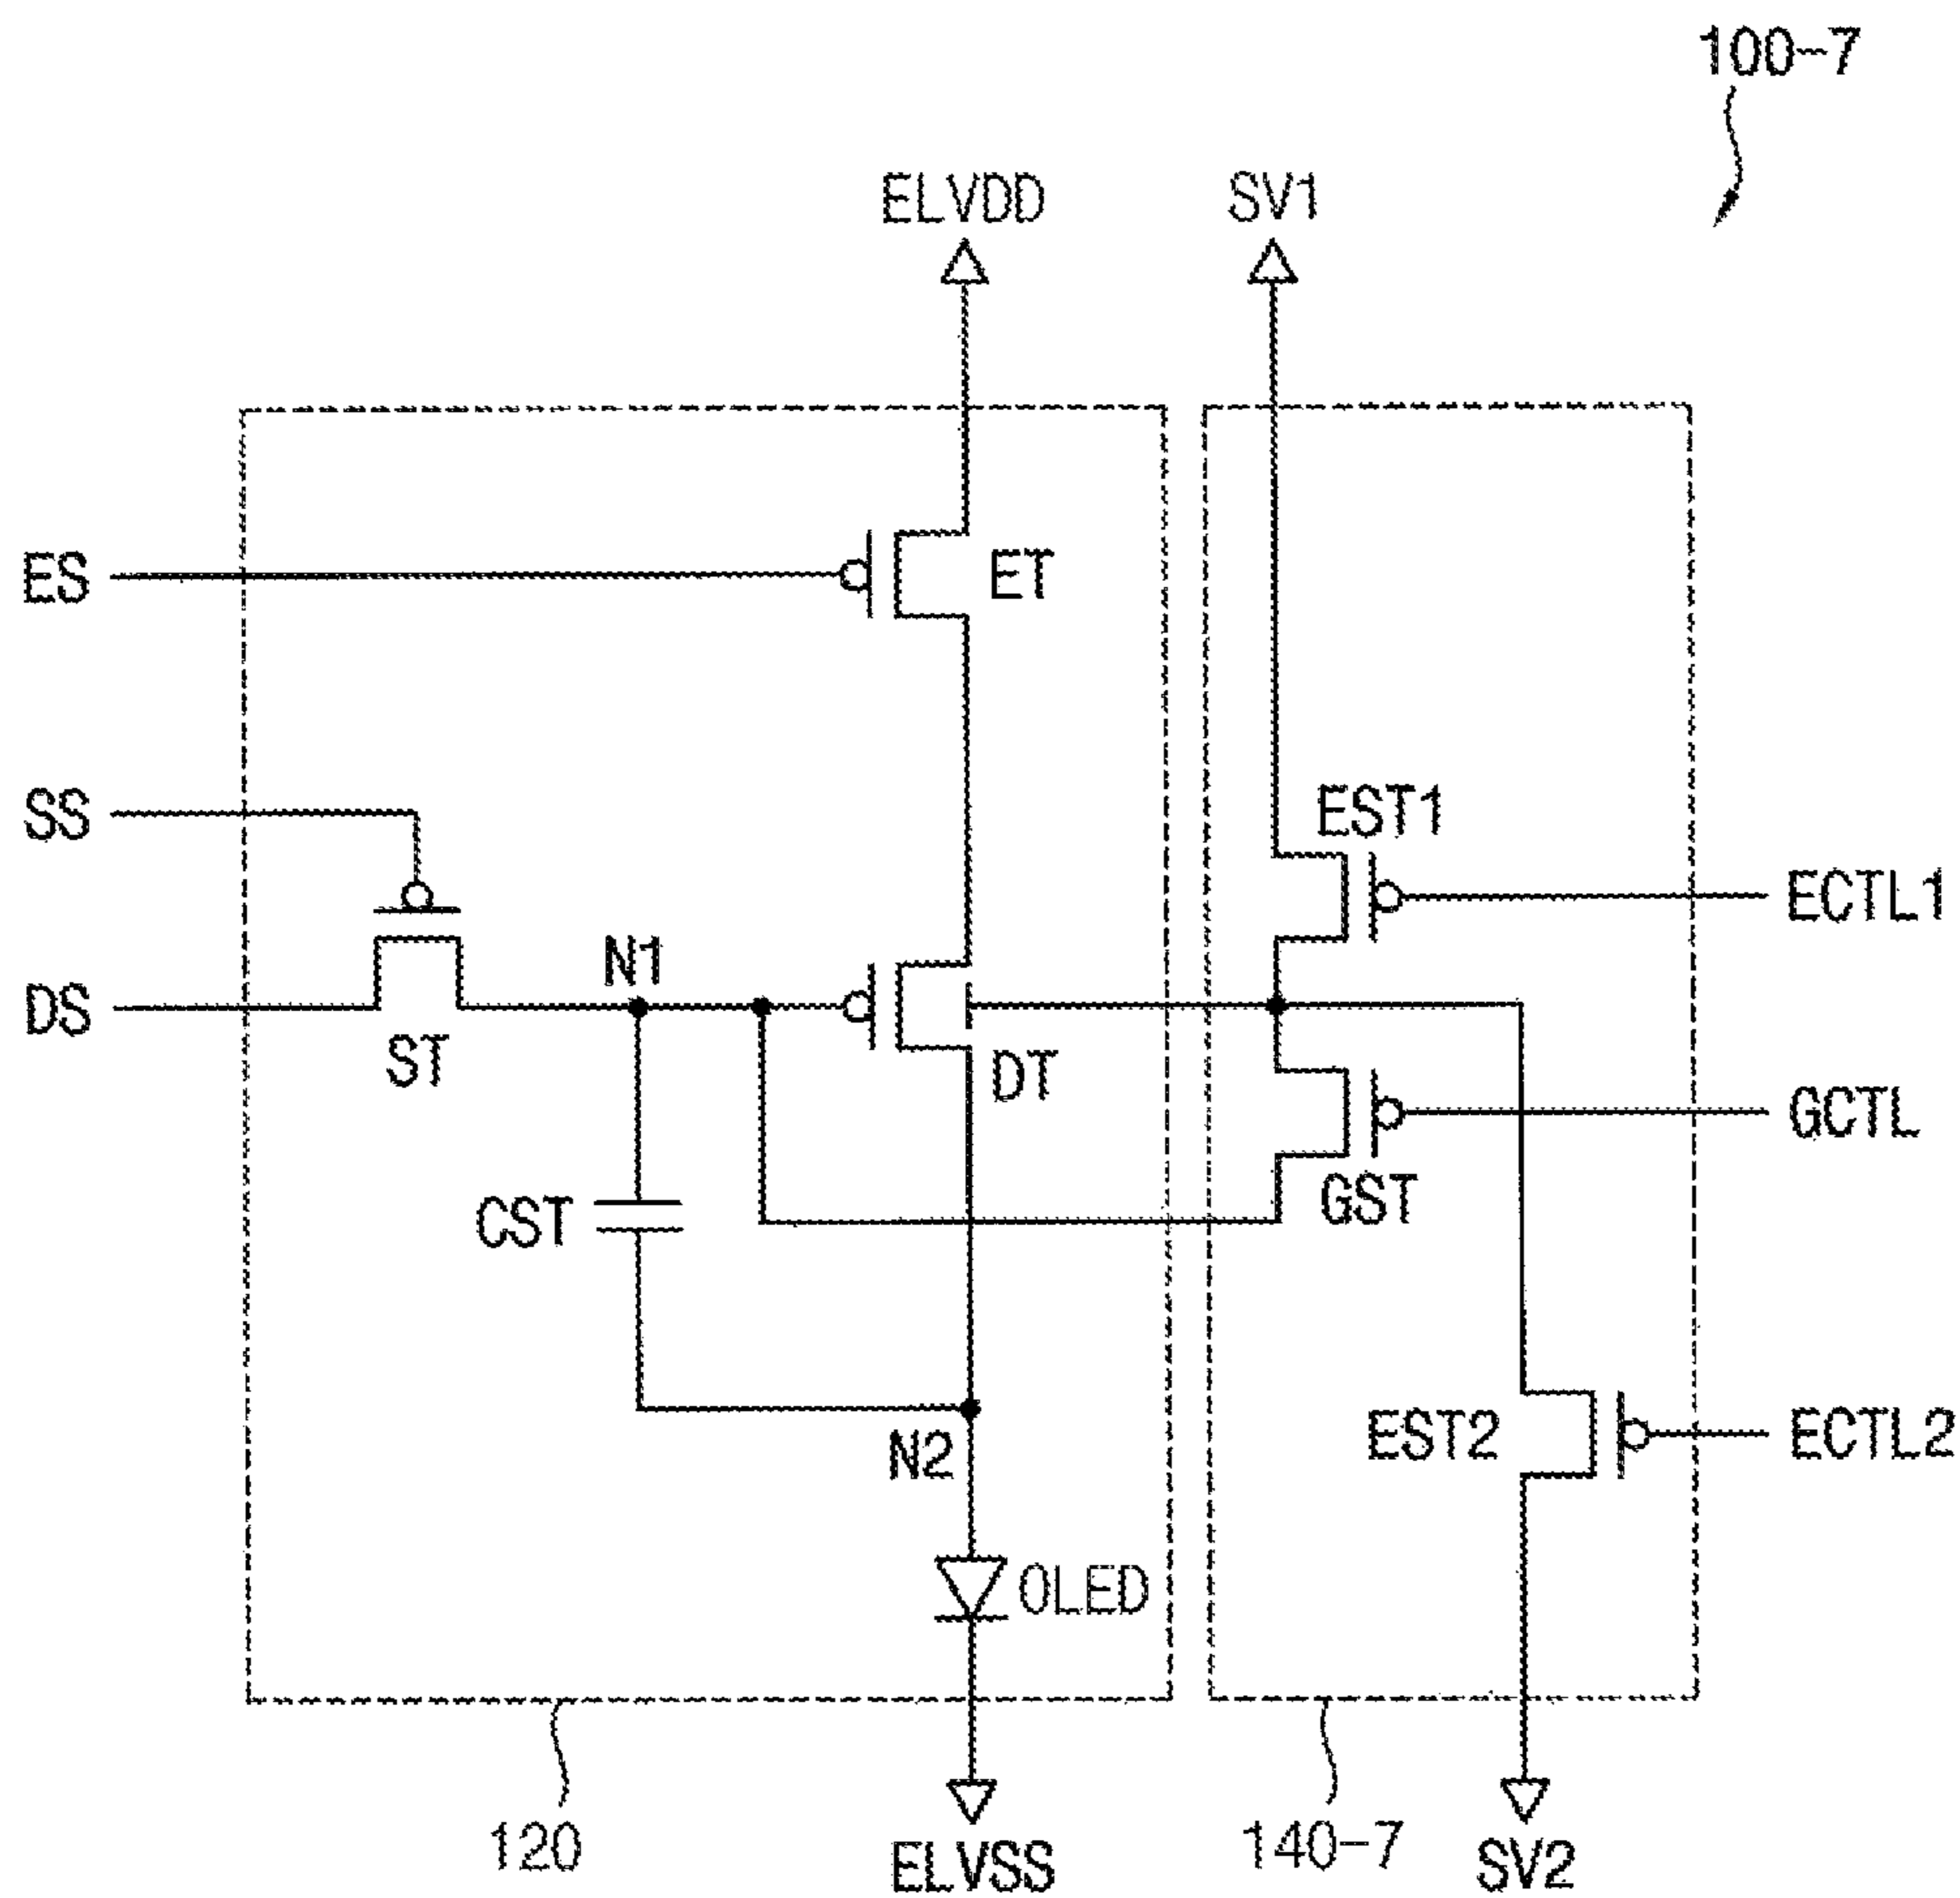 100-7
ELVDD
SV1
ES
ET
SS
EST1
ECTL1
N1
DS
ST
DT
GCTL
CST
GST
EST2
ECTL2
N2
OLED
120
140-7
ELVSS
SV2